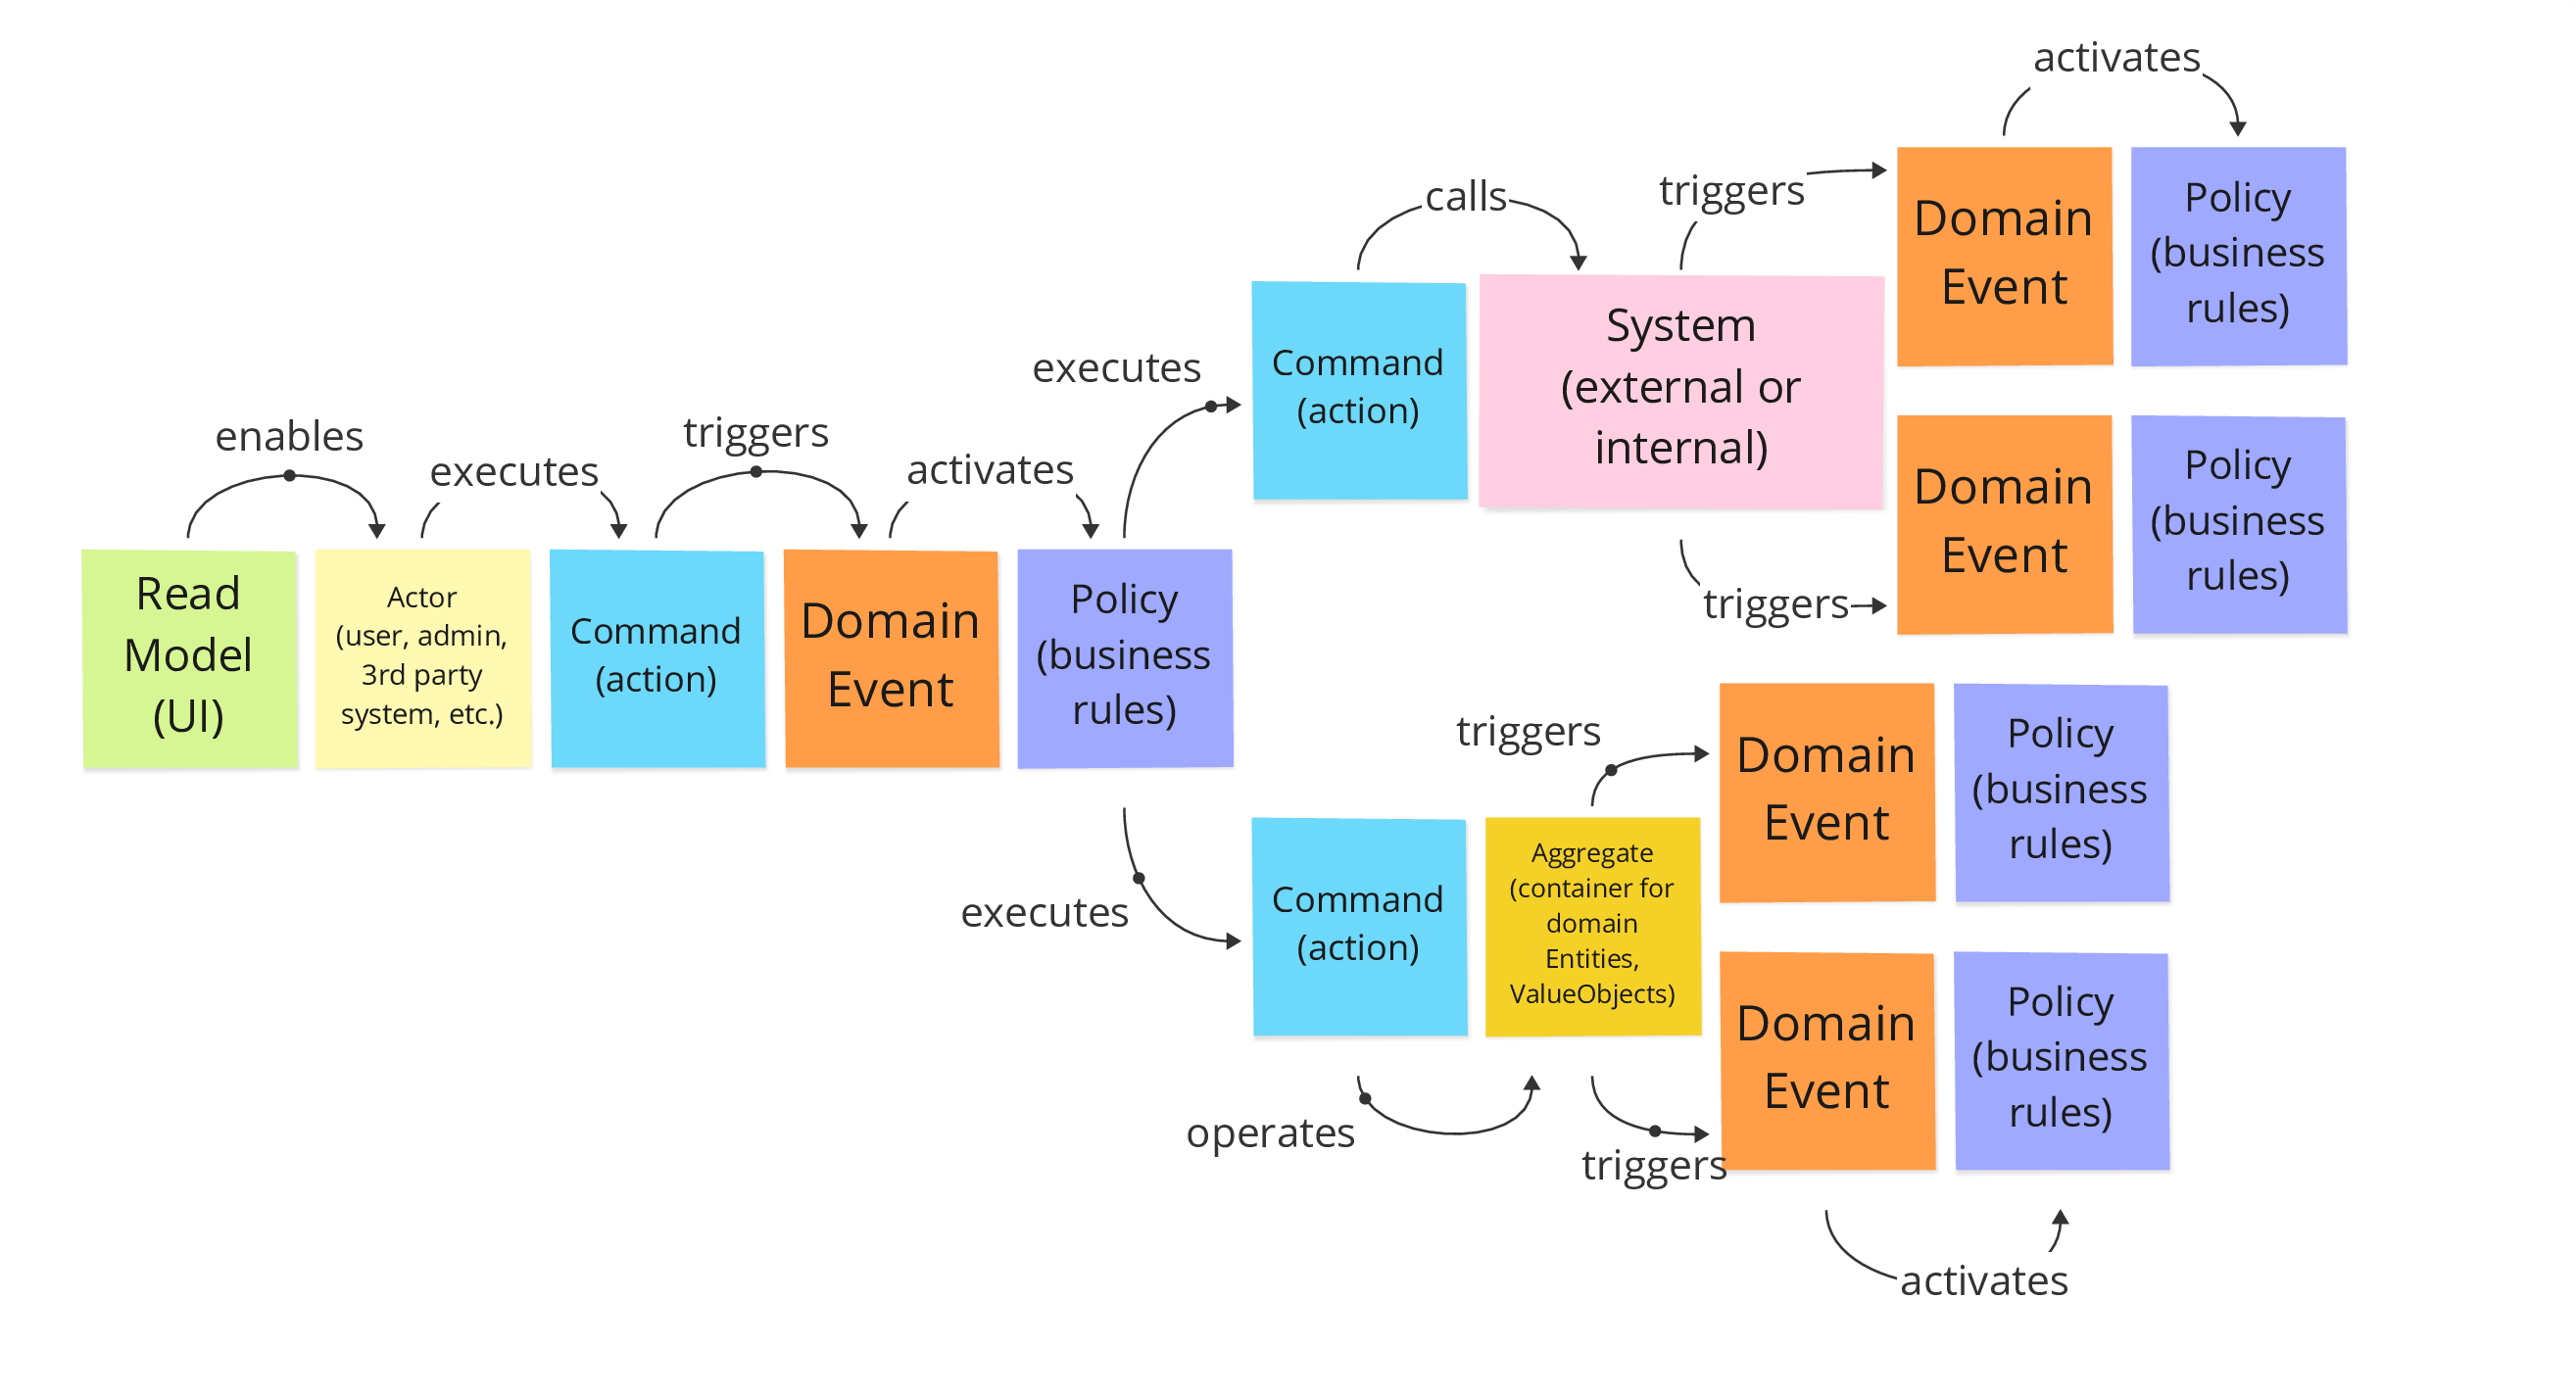 activates
calls
triggers
Domain
Event
Policy
(business
rules)
executes
Command
(action)
System
(external or
internal)
Domain
Event
Policy
(business
rules)
triggers
enables
executes
triggers
activates
Read
Model
(UI)
Actor
(user, admin,
3rd party
system, etc.)
Command
(action)
Domain
Event
Policy
(business
rules)
executes
Command
(action)
operates
Aggregate
(container for
domain
Entities,
ValueObjects)
triggers
Domain
Event
Policy
(business
rules)
triggers
Domain
Event
Policy
(business
rules)
activates